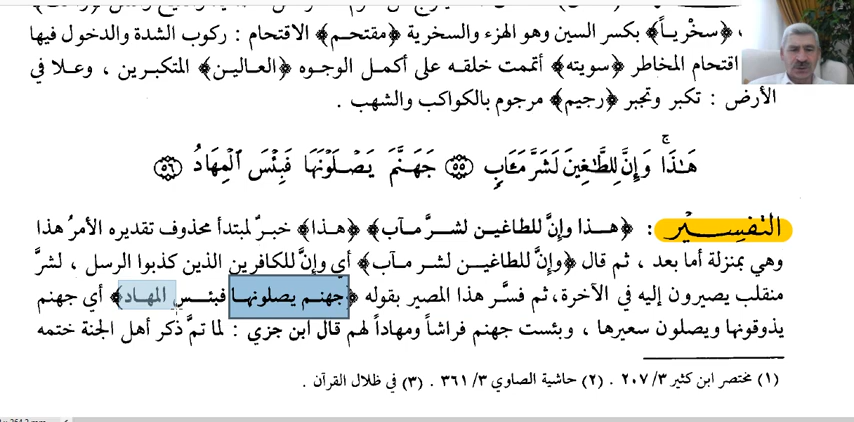 ، ﴿سخْرياً﴾ بكسر السين وهو الهزء والسخرية ﴿مقتحم﴾ الاقتحام : ركوب الشدة والدخول فيها
اقتحام المخاطر ﴿سويته﴾ أتممت خلقه على أكمل الوجوه ﴿العالين﴾ المتكبرين ، وعلا في
الأرض : تكبر وتجبر ﴿رجيم﴾ مرجوم بالكواكب والشهب .
هَٰذَا ۚ وَإِنَّ لِلطَّٰغِينَ لَشَرَّ مَـَٔابٍ ٥٥ جَهَنَّمَ يَصْلَوْنَهَا فَبِئْسَ ٱلْمِهَادُ ٥٦
التفسير : ﴿هذا وإنَّ للطاغين لشرَّ مآب﴾ ﴿هذا﴾ خبرٌ لمبتدأ محذوف تقديره الأمرُ هذا
وهي بمنزلة أما بعد ، ثم قال ﴿وإنَّ للطاغين لشر مآب﴾ أي وإنَّ للكافرين الذين كذبوا الرسل ، لشرَّ
منقلب يصيرون إليه في الآخرة، ثم فسَّر هذا المصير بقوله ﴿جهنم يصلونها فبئس المهاد﴾ أي جهنم
يذوقونها ويصلون سعيرها ، وبئست جهنم فراشاً ومهاداً لهم قال ابن جزي : لما تمَّ ذكر أهل الجنة ختمه
(١) مختصر ابن كثير ٣/ ٢٠٧ . (٢) حاشية الصاوي ٣/ ٣٦١ . (٣) في ظلال القرآن .